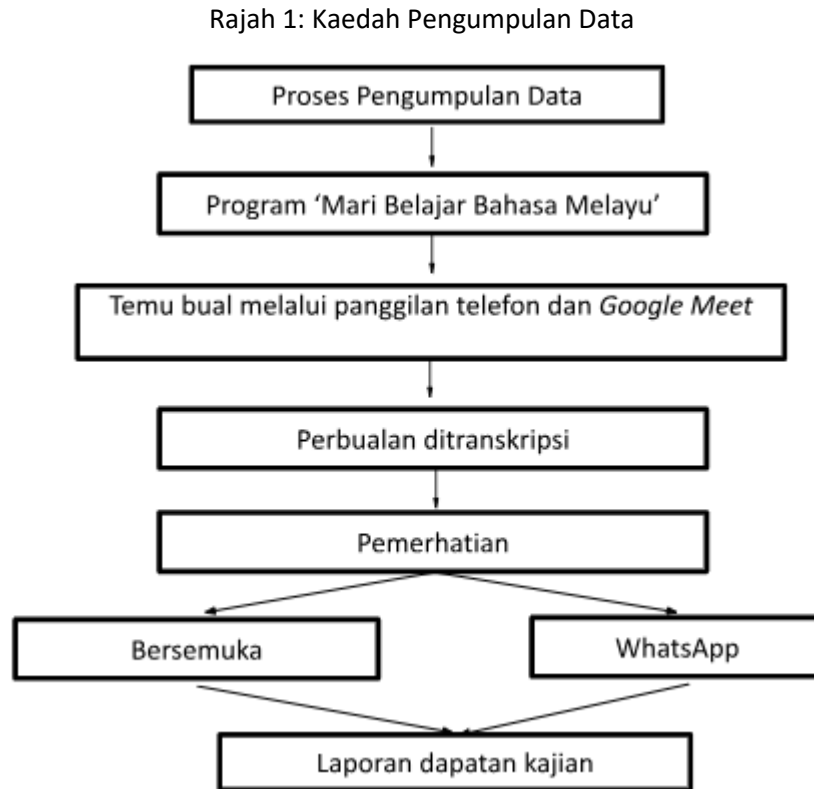 Rajah 1: Kaedah Pengumpulan Data
Proses Pengumpulan Data
Program ‘Mari Belajar Bahasa Melayu’
Temu bual melalui panggilan telefon dan Google Meet
Perbualan ditranskripsi
Pemerhatian
Bersemuka
WhatsApp
Laporan dapatan kajian